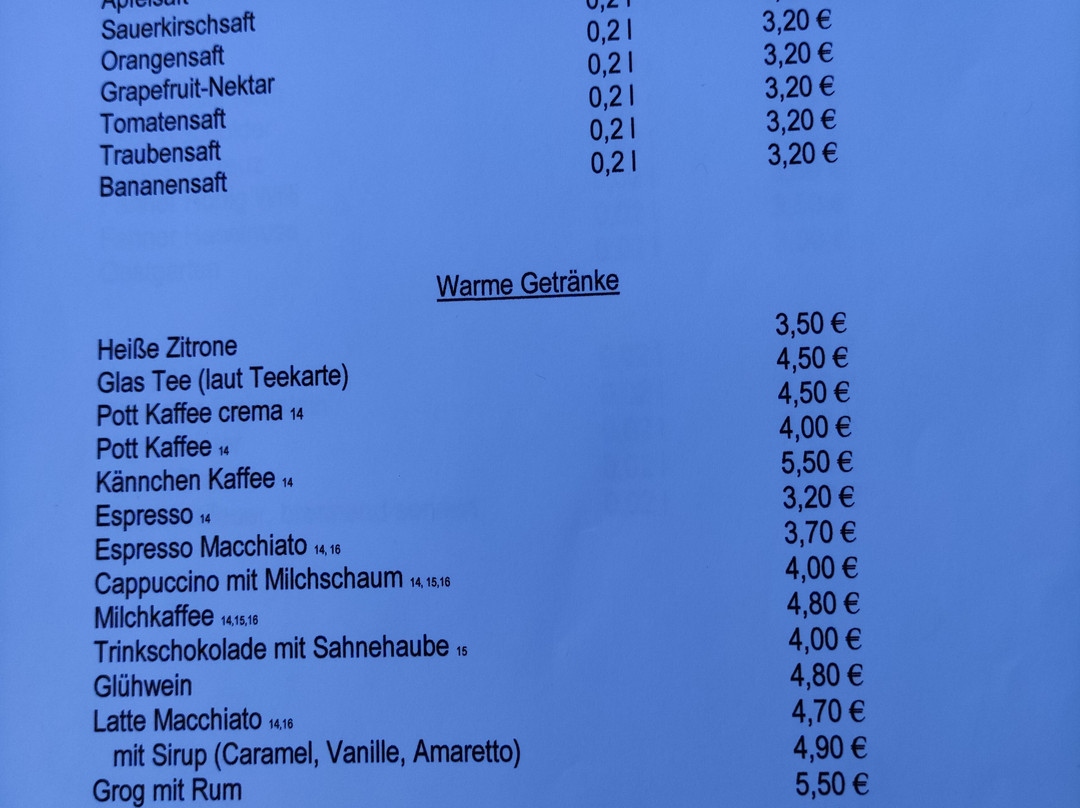 Apfelsaft
Sauerkirschsaft 0,2 l
Orangensaft 0,2 l 3,20 €
Grapefruit-Nektar 0,2 l 3,20 €
Tomatensaft 0,2 l 3,20 €
Traubensaft 0,2 l 3,20 €
Bananensaft 0,2 l 3,20 €
Warme Getränke
Heiße Zitrone 3,50 €
Glas Tee (laut Teekarte) 4,50 €
Pott Kaffee crema 14 4,50 €
Pott Kaffee 14 4,00 €
Kännchen Kaffee 14 5,50 €
Espresso 14 3,20 €
Espresso Macchiato 14, 16 3,70 €
Cappuccino mit Milchschaum 14, 15,16 4,00 €
Milchkaffee 14,15,16 4,80 €
Trinkschokolade mit Sahnehaube 15 4,00 €
Glühwein 4,80 €
Latte Macchiato 14,16 4,70 €
mit Sirup (Caramel, Vanille, Amaretto) 4,90 €
Grog mit Rum 5,50 €